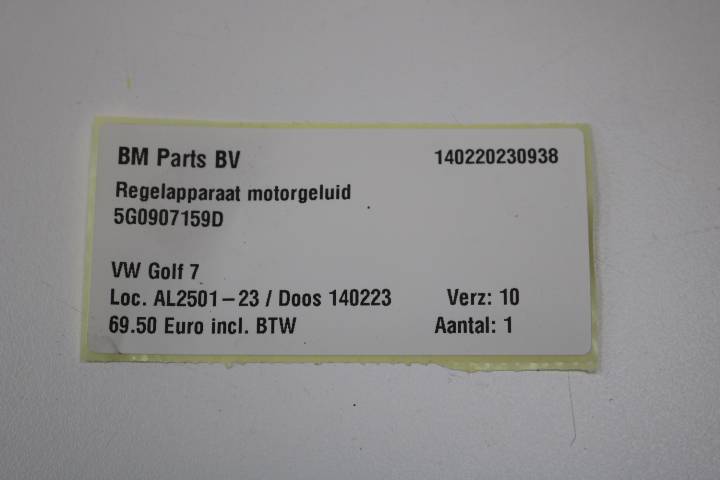 BM Parts BV 140220230938
Regelapparaat motorgeluid
5G0907159D
VW Golf 7
Loc. AL2501-23 / Doos 140223 Verz: 10
69.50 Euro incl. BTW Aantal: 1